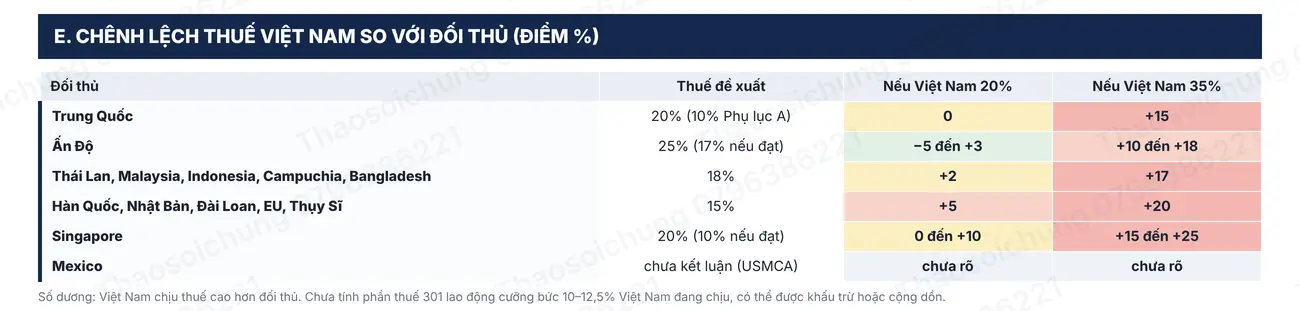 E. CHÊNH LỆCH THUẾ VIỆT NAM SO VỚI ĐỐI THỦ (ĐIỂM %)
Đối thủ Thuế đề xuất Nếu Việt Nam 20% Nếu Việt Nam 35%
Trung Quốc 20% (10% Phụ lục A) 0 +15
Ấn Độ 25% (17% nếu đạt) −5 đến +3 +10 đến +18
Thái Lan, Malaysia, Indonesia, Campuchia, Bangladesh 18% +2 +17
Hàn Quốc, Nhật Bản, Đài Loan, EU, Thụy Sĩ 15% +5 +20
Singapore 20% (10% nếu đạt) 0 đến +10 +15 đến +25
Mexico chưa kết luận (USMCA) chưa rõ chưa rõ
Số dương: Việt Nam chịu thuế cao hơn đối thủ. Chưa tính phần thuế 301 lao động cưỡng bức 10–12,5% Việt Nam đang chịu, có thể được khấu trừ hoặc cộng dồn.
Thaosoichung 0796386221